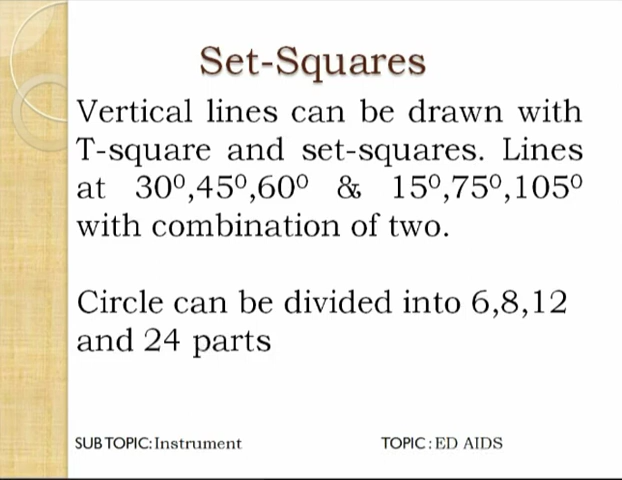 Set-Squares
Vertical lines can be drawn with
T-square and set-squares. Lines
at 30⁰,45⁰,60⁰ & 15⁰,75⁰,105⁰
with combination of two.
Circle can be divided into 6,8,12
and 24 parts
SUB TOPIC: Instrument TOPIC : ED AIDS